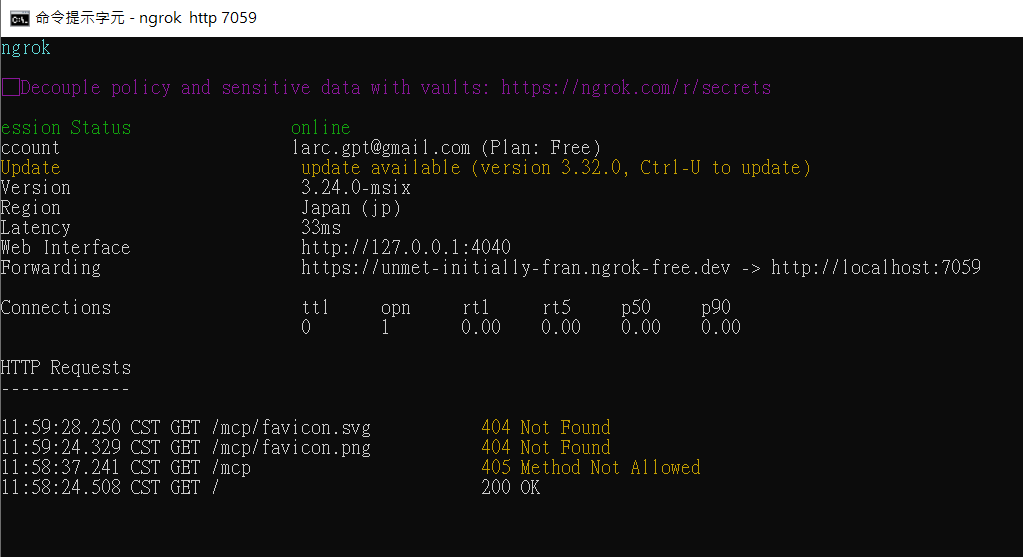 命令提示字元 - ngrok http 7059
ngrok
Decouple policy and sensitive data with vaults: https://ngrok.com/r/secrets
ession Status online
ccount larc.gpt@gmail.com (Plan: Free)
Update update available (version 3.32.0, Ctrl-U to update)
Version 3.24.0-msix
Region Japan (jp)
Latency 33ms
Web Interface http://127.0.0.1:4040
Forwarding https://unmet-initially-fran.ngrok-free.dev -> http://localhost:7059
Connections ttl opn rt1 rt5 p50 p90
0 1 0.00 0.00 0.00 0.00
HTTP Requests
-------------
11:59:28.250 CST GET /mcp/favicon.svg 404 Not Found
11:59:24.329 CST GET /mcp/favicon.png 404 Not Found
11:58:37.241 CST GET /mcp 405 Method Not Allowed
11:58:24.508 CST GET / 200 OK